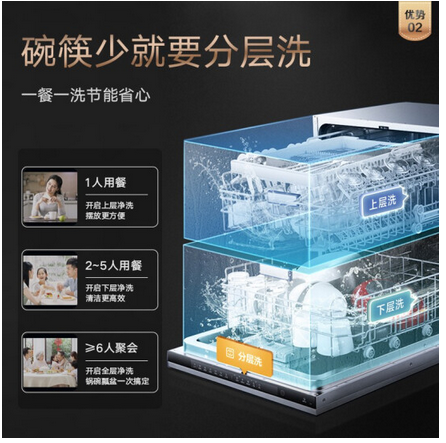 优势
02
碗筷少就要分层洗
一餐一洗节能省心
1人用餐
开启上层净洗
摆放更方便
上层洗
2~5人用餐
开启下层净洗
清洁更高效
下层洗
≥6人聚会
开启全层净洗
锅碗瓢盆一次搞定
分层洗